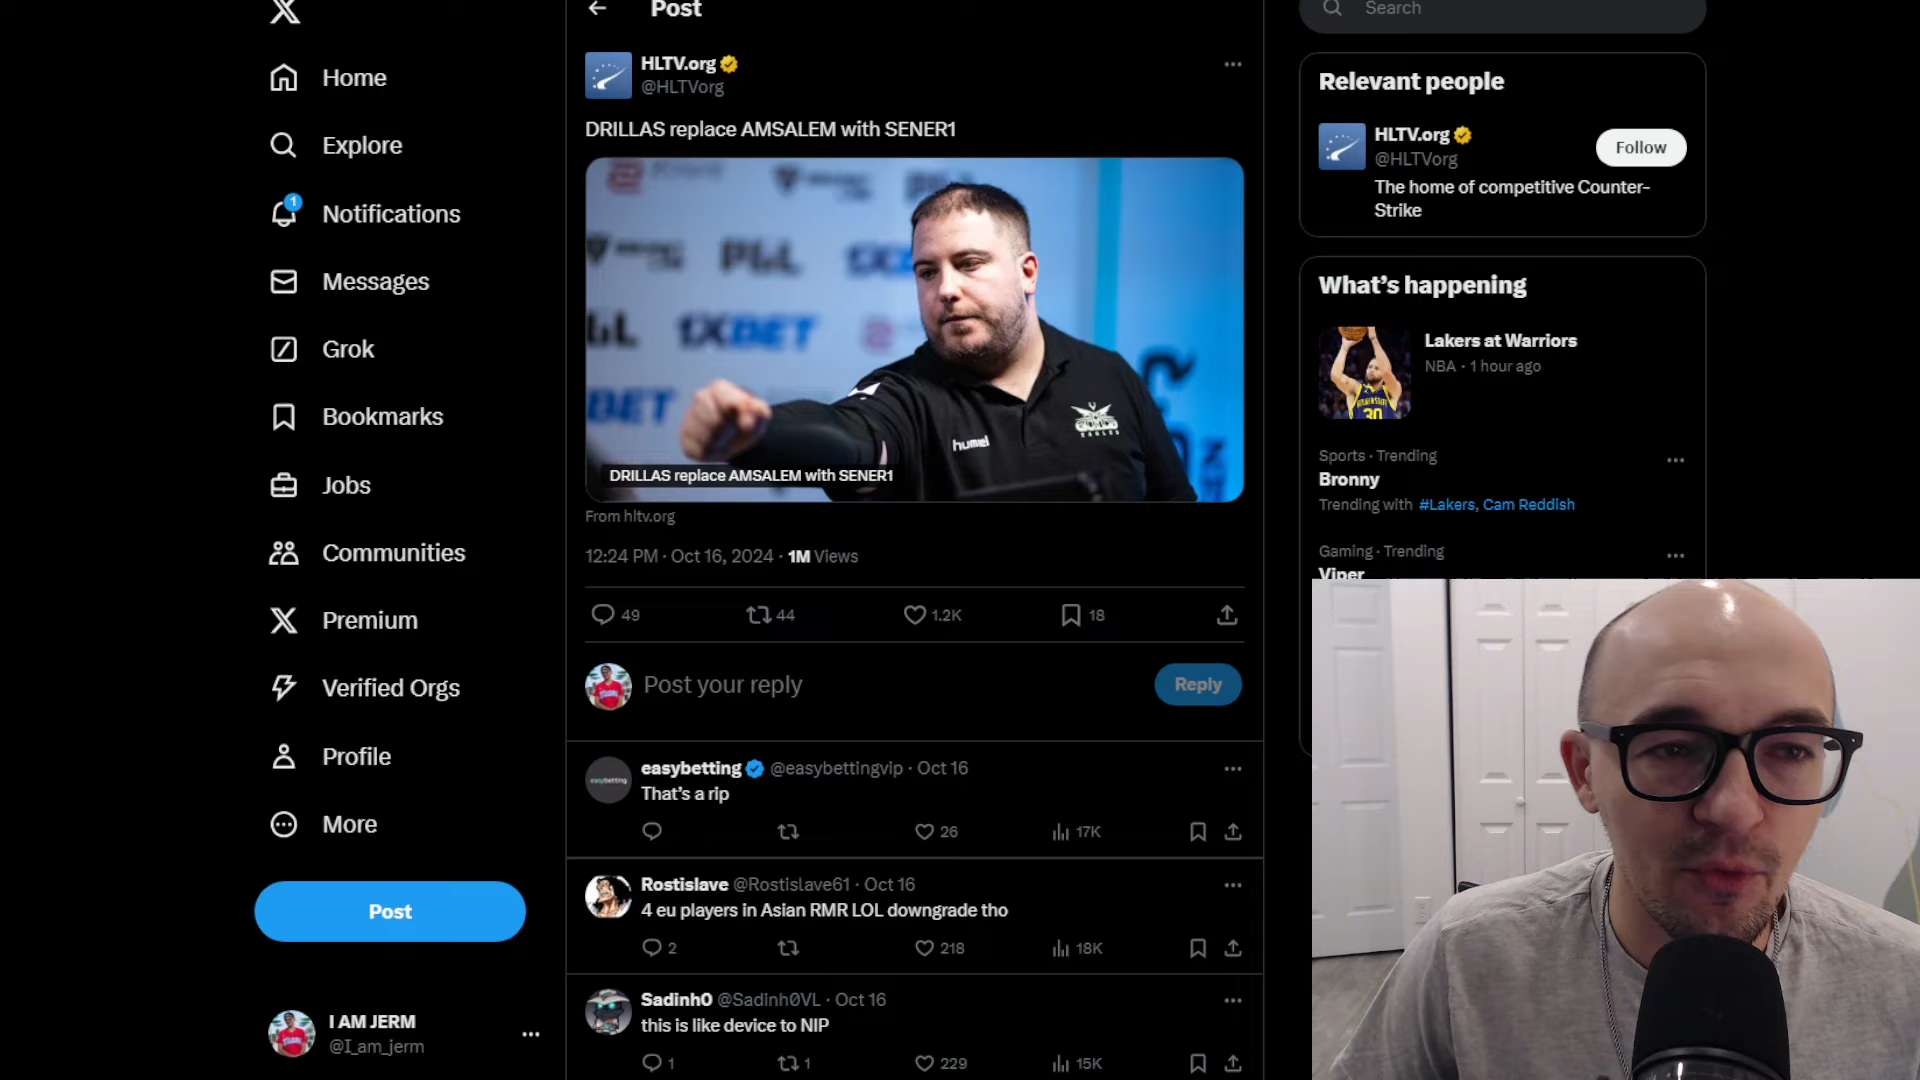 Home
Explore
1
Notifications
Messages
Grok
Bookmarks
Jobs
Communities
Premium
Verified Orgs
Profile
More
Post
I AM JERM
@I_am_jerm
Post
HLTV.org
@HLTVorg
DRILLAS replace AMSALEM with SENER1
PGL
1XBET
hummel
EAGLES
DRILLAS replace AMSALEM with SENER1
From hltv.org
12:24 PM · Oct 16, 2024 · 1M Views
49
44
1.2K
18
Post your reply
Reply
easybetting @easybettingvip · Oct 16
That's a rip
26
17K
Rostislave @Rostislave61 · Oct 16
4 eu players in Asian RMR LOL downgrade tho
2
218
18K
Sadinh0 @Sadinh0VL · Oct 16
this is like device to NIP
1
1
229
15K
Search
Relevant people
HLTV.org
@HLTVorg
Follow
The home of competitive Counter-
Strike
What's happening
Lakers at Warriors
NBA · 1 hour ago
30
Sports · Trending
Bronny
Trending with #Lakers, Cam Reddish
Gaming · Trending
Viper